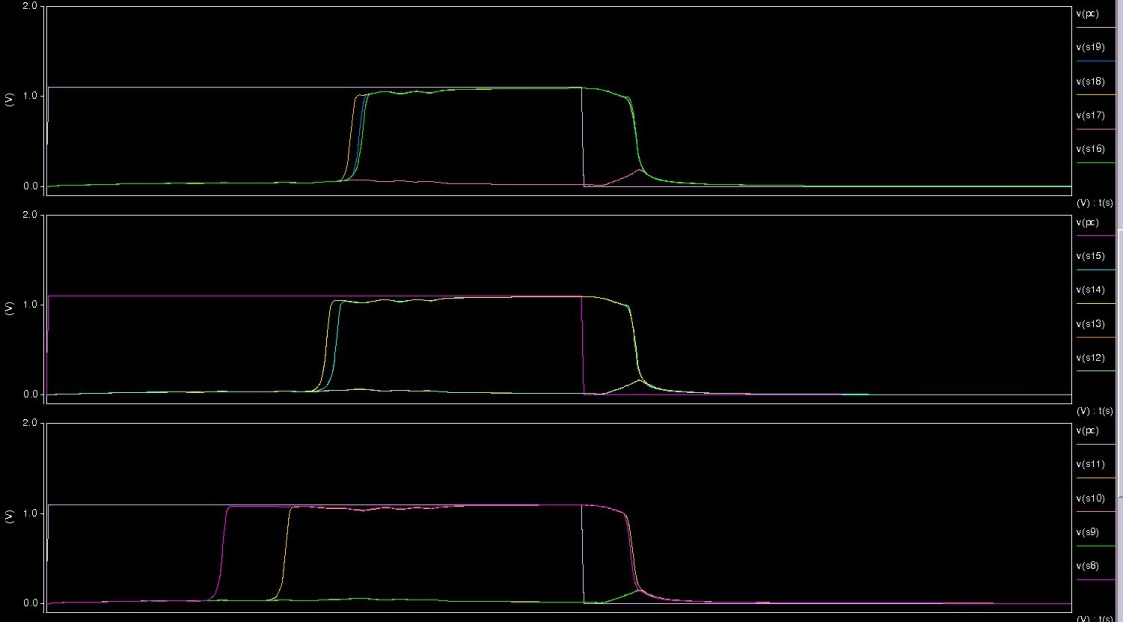 2.0
(V)
1.0
0.0
v(pc)
v(s19)
v(s18)
v(s17)
v(s16)
(V) : t(s)
2.0
(V)
1.0
0.0
v(pc)
v(s15)
v(s14)
v(s13)
v(s12)
(V) : t(s)
2.0
(V)
1.0
0.0
v(pc)
v(s11)
v(s10)
v(s9)
v(s8)
(V) : t(s)